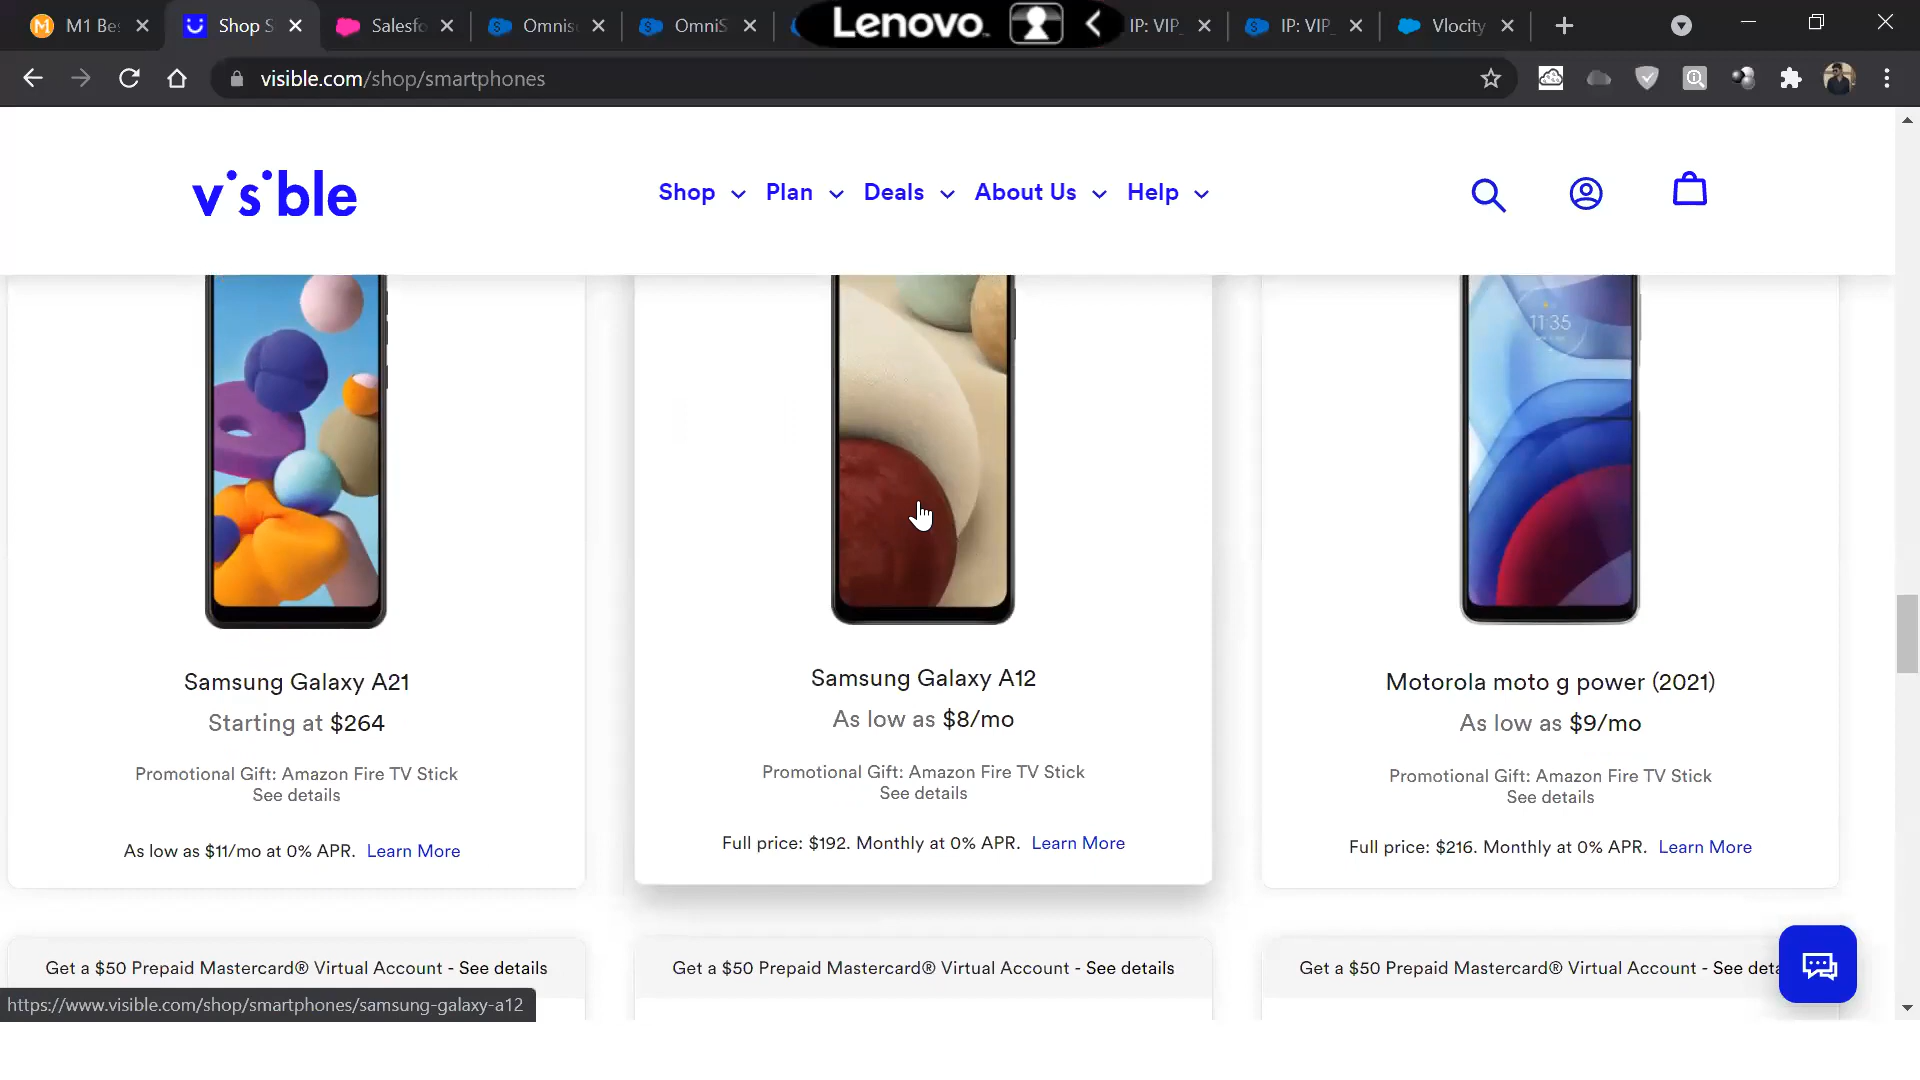 M1 Be
Shop S
Salesfo
Omnis
OmniS
Lenovo
IP: VIP_
IP: VIP_
Vlocity
visible.com/shop/smartphones
visible
Shop
Plan
Deals
About Us
Help
11:35
Samsung Galaxy A21
Starting at $264
Promotional Gift: Amazon Fire TV Stick
See details
As low as $11/mo at 0% APR. Learn More
Samsung Galaxy A12
As low as $8/mo
Promotional Gift: Amazon Fire TV Stick
See details
Full price: $192. Monthly at 0% APR. Learn More
Motorola moto g power (2021)
As low as $9/mo
Promotional Gift: Amazon Fire TV Stick
See details
Full price: $216. Monthly at 0% APR. Learn More
Get a $50 Prepaid Mastercard® Virtual Account - See details
Get a $50 Prepaid Mastercard® Virtual Account - See details
Get a $50 Prepaid Mastercard® Virtual Account - See deta
https://www.visible.com/shop/smartphones/samsung-galaxy-a12